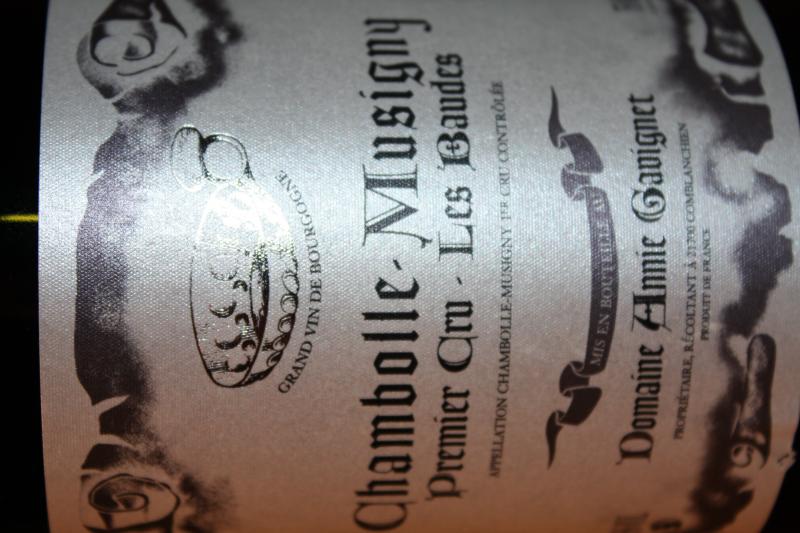 GRAND VIN DE BOURGOGNE
Chambolle-Musigny
Premier Cru - Les Baudes
APPELLATION CHAMBOLLE-MUSIGNY 1ER CRU CONTRÔLÉE
MIS EN BOUTEILLE AU
Domaine Annie Gavignet
PROPRIÉTAIRE, RÉCOLTANT À 21700 COMBLANCHIEN
PRODUIT DE FRANCE